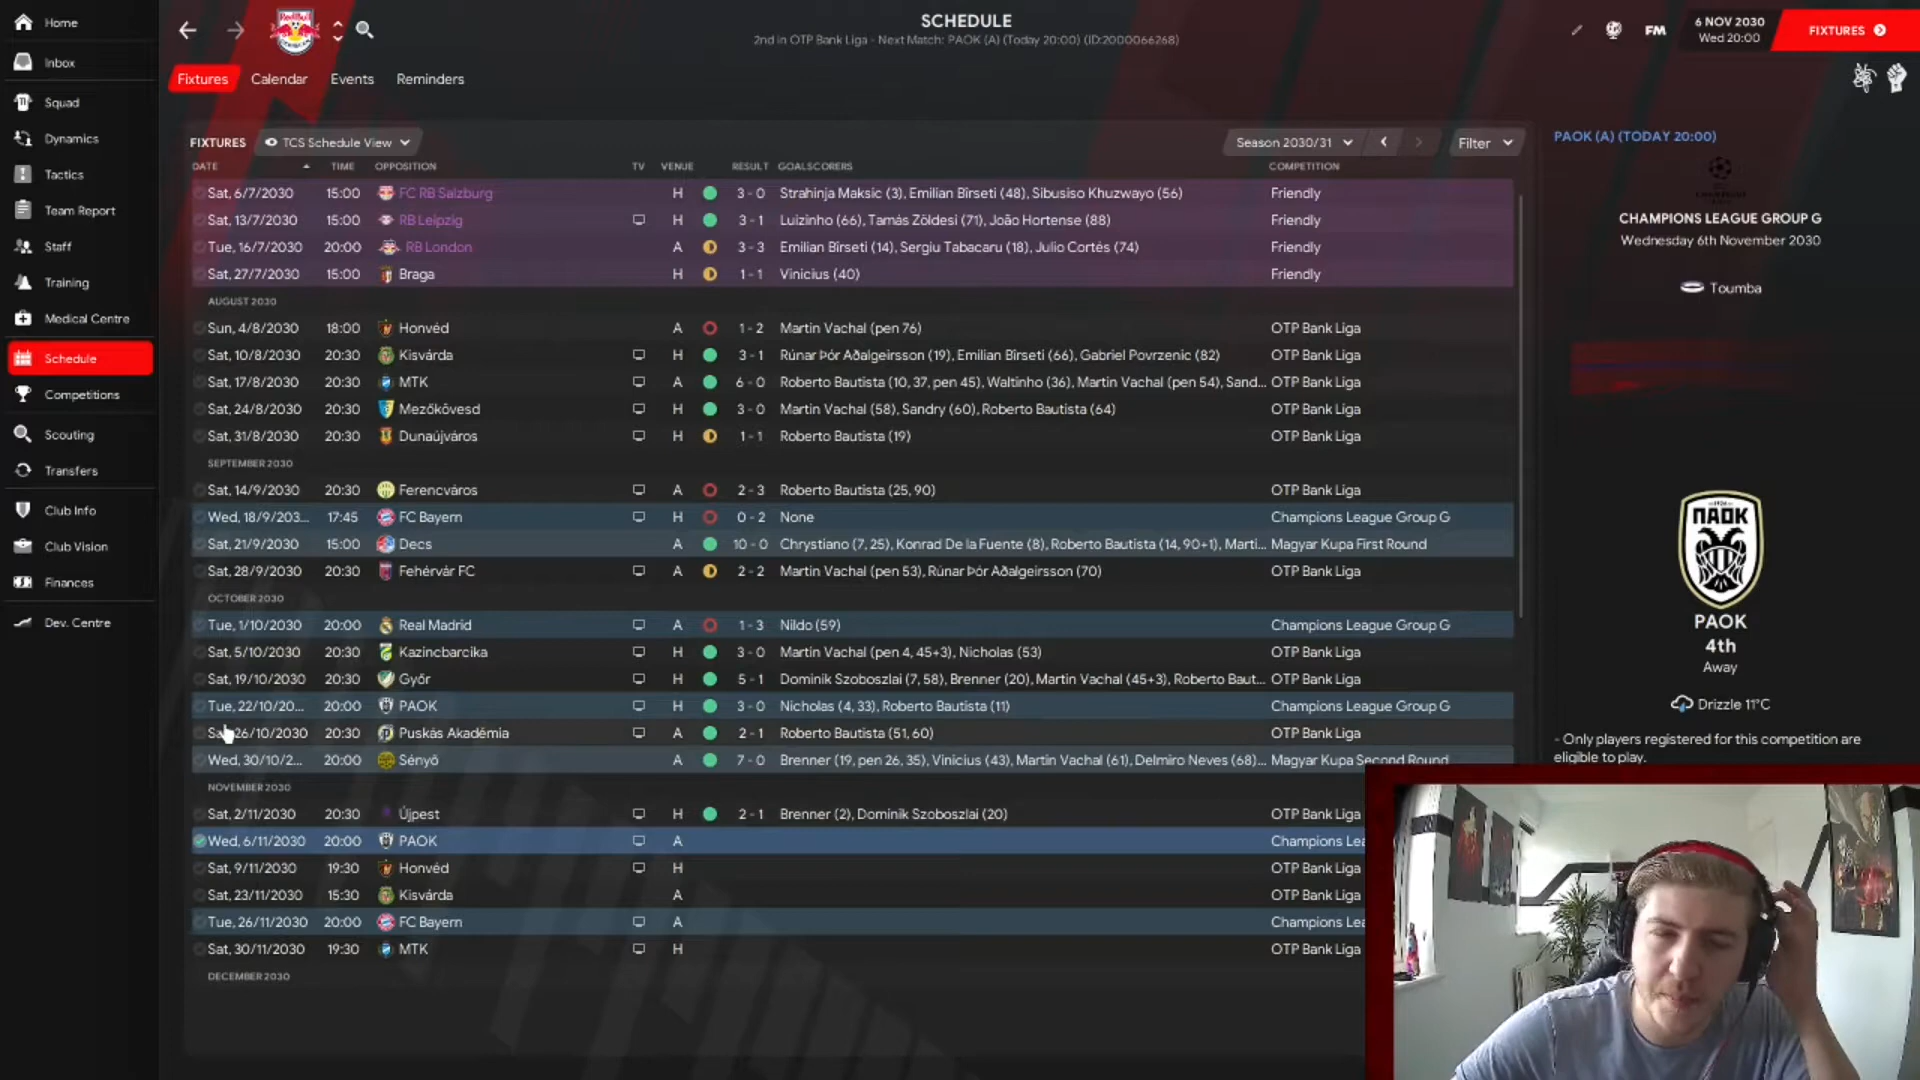 Home
Inbox
Squad
Dynamics
Tactics
Team Report
Staff
Training
Medical Centre
Schedule
Competitions
Scouting
Transfers
Club Info
Club Vision
Finances
Dev. Centre
SCHEDULE
2nd in OTP Bank Liga - Next Match: PAOK (A) (Today 20:00) (ID:2000066268)
FM
6 NOV 2030
Wed 20:00
FIXTURES
Fixtures Calendar Events Reminders
FIXTURES TCS Schedule View Season 2030/31 Filter
DATE TIME OPPOSITION TV VENUE RESULT GOALSCORERS COMPETITION
Sat, 6/7/2030 15:00 FC RB Salzburg H 3 - 0 Strahinja Maksic (3), Emilian Bîrseti (48), Sibusiso Khuzwayo (56) Friendly
Sat, 13/7/2030 15:00 RB Leipzig H 3 - 1 Luizinho (66), Tamás Zöldesi (71), João Hortense (88) Friendly
Tue, 16/7/2030 20:00 RB London A 3 - 3 Emilian Bîrseti (14), Sergiu Tabacaru (18), Julio Cortés (74) Friendly
Sat, 27/7/2030 15:00 Braga H 1 - 1 Vinicius (40) Friendly
AUGUST 2030
Sun, 4/8/2030 18:00 Honvéd A 1 - 2 Martin Vachal (pen 76) OTP Bank Liga
Sat, 10/8/2030 20:30 Kisvárda H 3 - 1 Rúnar Þór Aðalgeirsson (19), Emilian Bîrseti (66), Gabriel Povrzenic (82) OTP Bank Liga
Sat, 17/8/2030 20:30 MTK A 6 - 0 Roberto Bautista (10, 37, pen 45), Waltinho (36), Martin Vachal (pen 54), Sand... OTP Bank Liga
Sat, 24/8/2030 20:30 Mezőkövesd H 3 - 0 Martin Vachal (58), Sandry (60), Roberto Bautista (64) OTP Bank Liga
Sat, 31/8/2030 20:30 Dunaújváros H 1 - 1 Roberto Bautista (19) OTP Bank Liga
SEPTEMBER 2030
Sat, 14/9/2030 20:30 Ferencváros A 2 - 3 Roberto Bautista (25, 90) OTP Bank Liga
Wed, 18/9/203... 17:45 FC Bayern H 0 - 2 None Champions League Group G
Sat, 21/9/2030 15:00 Decs A 10 - 0 Chrystiano (7, 25), Konrad De la Fuente (8), Roberto Bautista (14, 90+1), Marti... Magyar Kupa First Round
Sat, 28/9/2030 20:30 Fehérvár FC A 2 - 2 Martin Vachal (pen 53), Rúnar Þór Aðalgeirsson (70) OTP Bank Liga
OCTOBER 2030
Tue, 1/10/2030 20:00 Real Madrid A 1 - 3 Nildo (59) Champions League Group G
Sat, 5/10/2030 20:30 Kazincbarcika H 3 - 0 Martin Vachal (pen 4, 45+3), Nicholas (53) OTP Bank Liga
Sat, 19/10/2030 20:30 Győr H 5 - 1 Dominik Szoboszlai (7, 58), Brenner (20), Martin Vachal (45+3), Roberto Baut... OTP Bank Liga
Tue, 22/10/20... 20:00 PAOK H 3 - 0 Nicholas (4, 33), Roberto Bautista (11) Champions League Group G
26/10/2030 20:30 Puskás Akadémia A 2 - 1 Roberto Bautista (51, 60) OTP Bank Liga
Wed, 30/10/2... 20:00 Sényő A 7 - 0 Brenner (19, pen 26, 35), Vinicius (43), Martin Vachal (61), Delmiro Neves (68)... Magyar Kupa Second Round
NOVEMBER 2030
Sat, 2/11/2030 20:30 Újpest H 2 - 1 Brenner (2), Dominik Szoboszlai (20) OTP Bank Liga
Wed, 6/11/2030 20:00 PAOK A Champions Lea
Sat, 9/11/2030 19:30 Honvéd H OTP Bank Liga
Sat, 23/11/2030 15:30 Kisvárda A OTP Bank Liga
Tue, 26/11/2030 20:00 FC Bayern A Champions Lea
Sat, 30/11/2030 19:30 MTK H OTP Bank Liga
DECEMBER 2030
PAOK (A) (TODAY 20:00)
CHAMPIONS LEAGUE GROUP G
Wednesday 6th November 2030
Toumba
ΠΑΟΚ
PAOK
4th
Away
Drizzle 11°C
- Only players registered for this competition are
eligible to play.